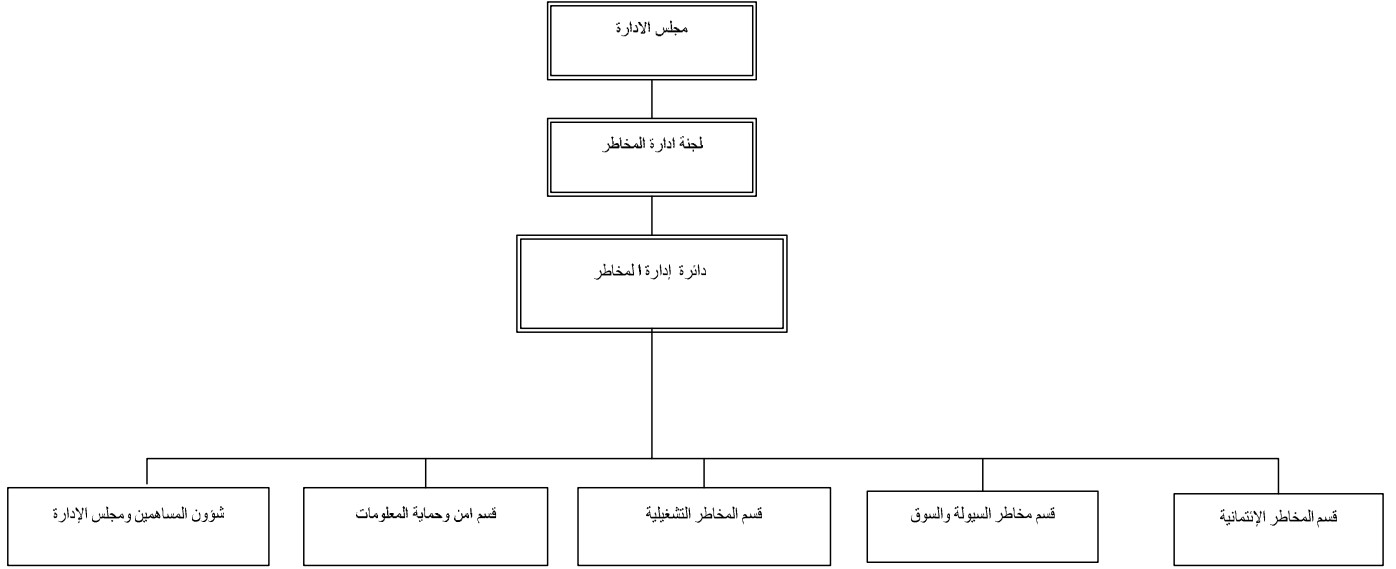 مجلس الادارة
لجنة ادارة المخاطر
دائرة إدارة المخاطر
قسم المخاطر الإئتمانية
قسم مخاطر السيولة والسوق
قسم المخاطر التشغيلية
قسم امن وحماية المعلومات
شؤون المساهمين ومجلس الإدارة